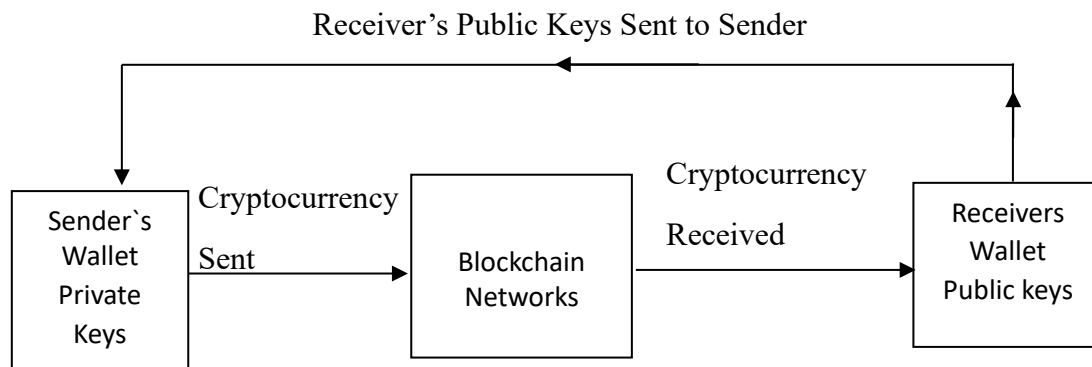 Receiver’s Public Keys Sent to Sender
Cryptocurrency
Sent
Cryptocurrency
Received
Sender`s
Wallet
Private
Keys
Blockchain
Networks
Receivers
Wallet
Public keys